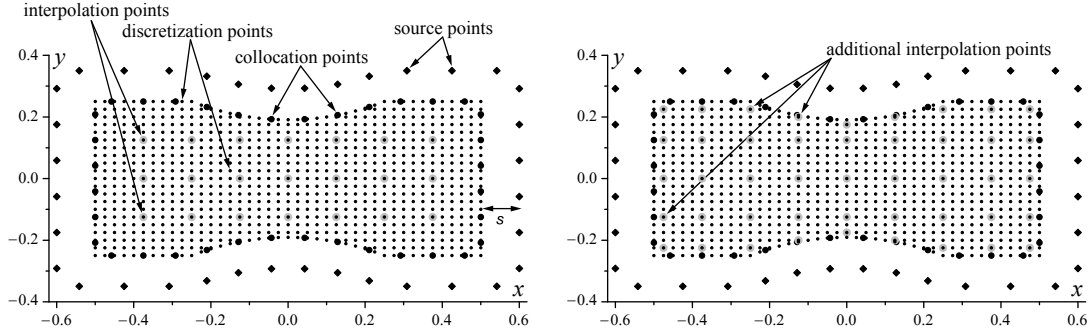 interpolation points
discretization points
source points
collocation points
0.4
y
0.2
0.0
−0.2
−0.4
s
x
−0.6 −0.4 −0.2 0.0 0.2 0.4 0.6
additional interpolation points
0.4
y
0.2
0.0
−0.2
−0.4
x
−0.6 −0.4 −0.2 0.0 0.2 0.4 0.6